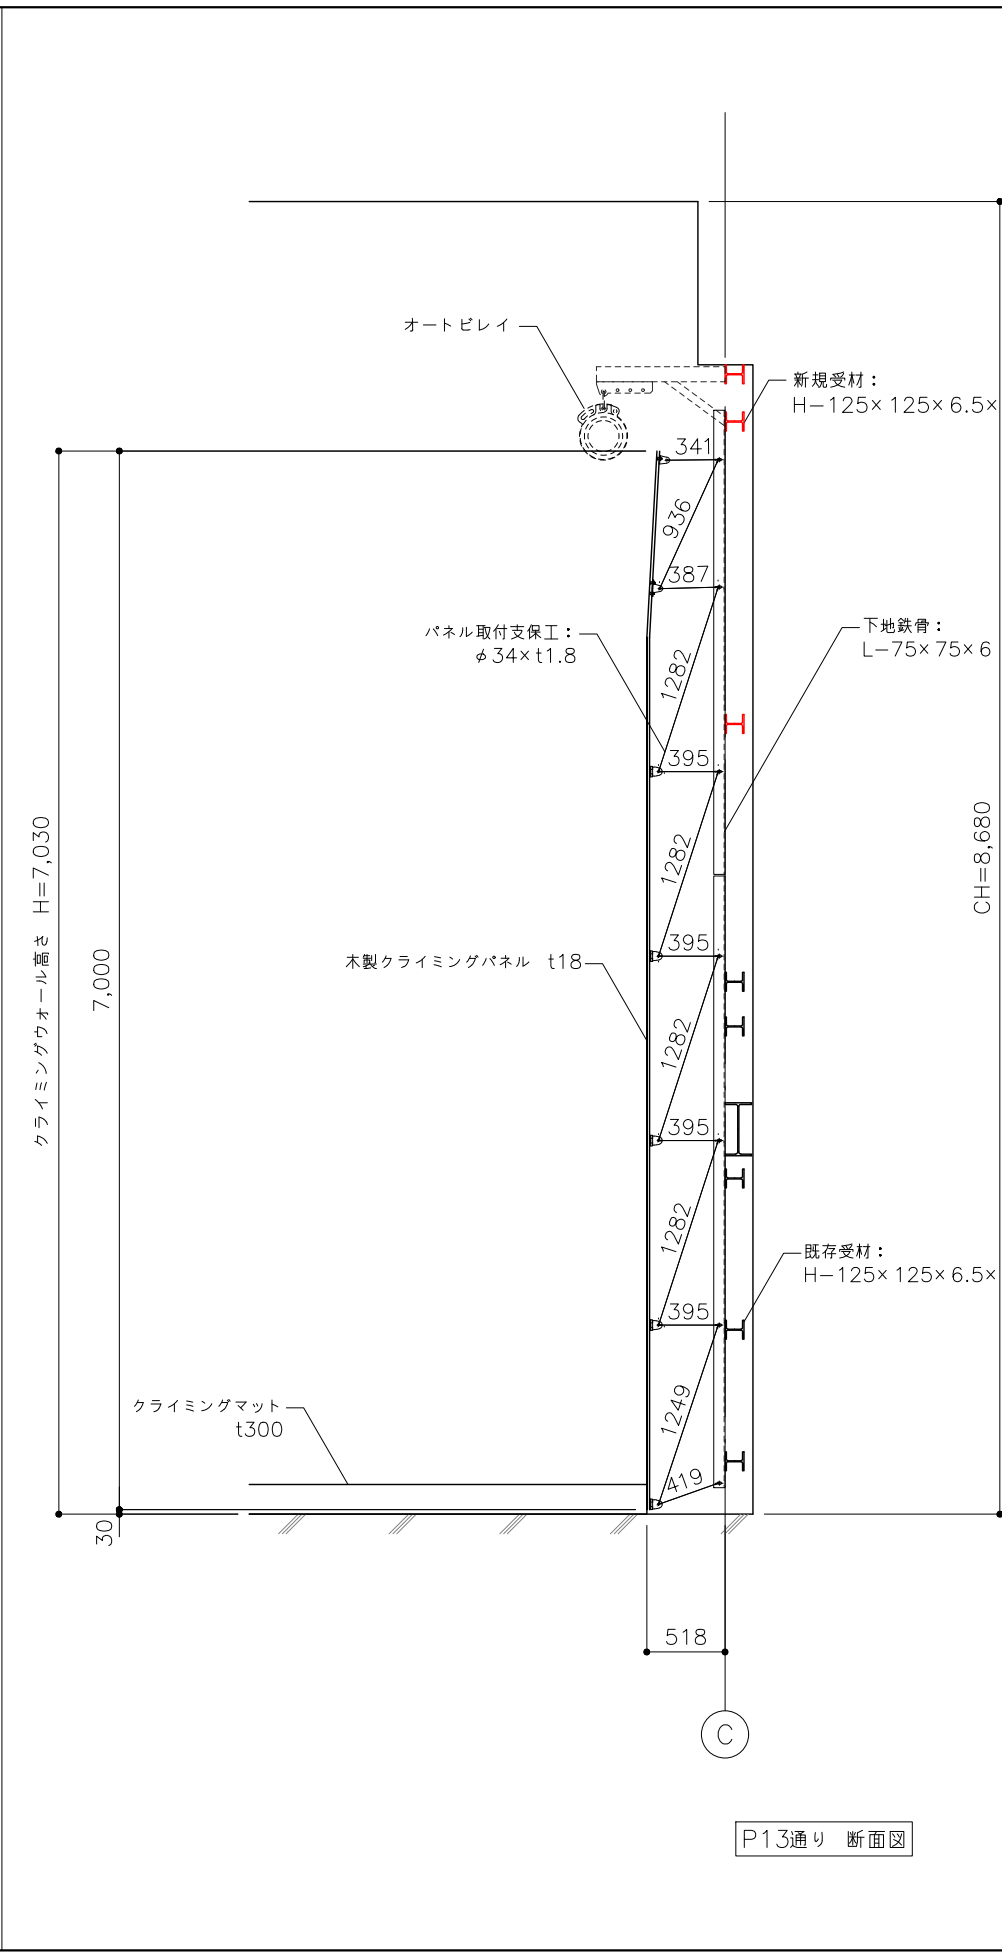 オートビレイ
新規受材：
H-125×125×6.5×
341
936
387
パネル取付支保工：
φ34×t1.8
下地鉄骨：
L-75×75×6
1282
395
1282
クライミングウォール高さ H=7,030
7,000
CH=8,680
木製クライミングパネル t18
395
1282
395
1282
既存受材：
H-125×125×6.5×
395
1249
クライミングマット
t300
419
30
518
C
P13通り 断面図